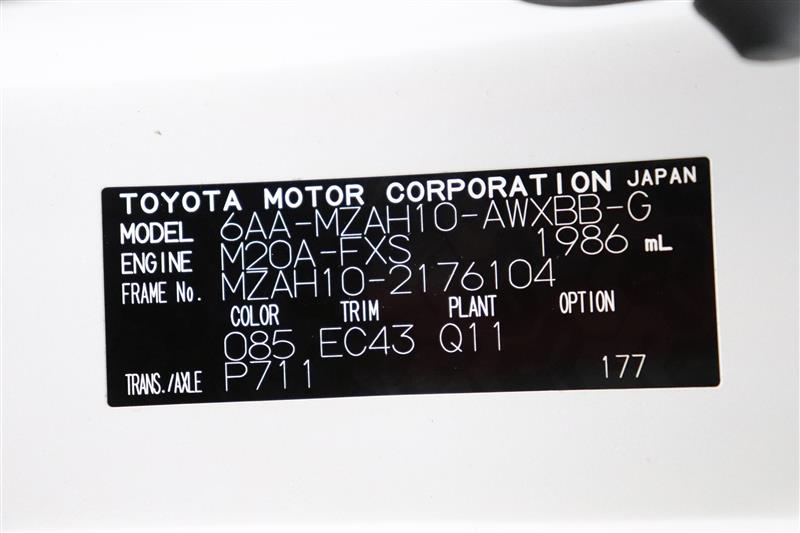 TOYOTA MOTOR CORPORATION JAPAN
MODEL 6AA-MZAH10-AWXBB-G
ENGINE M20A-FXS 1986 mL
FRAME No. MZAH10-2176104
COLOR TRIM PLANT OPTION
085 EC43 Q11
TRANS./AXLE P711 177